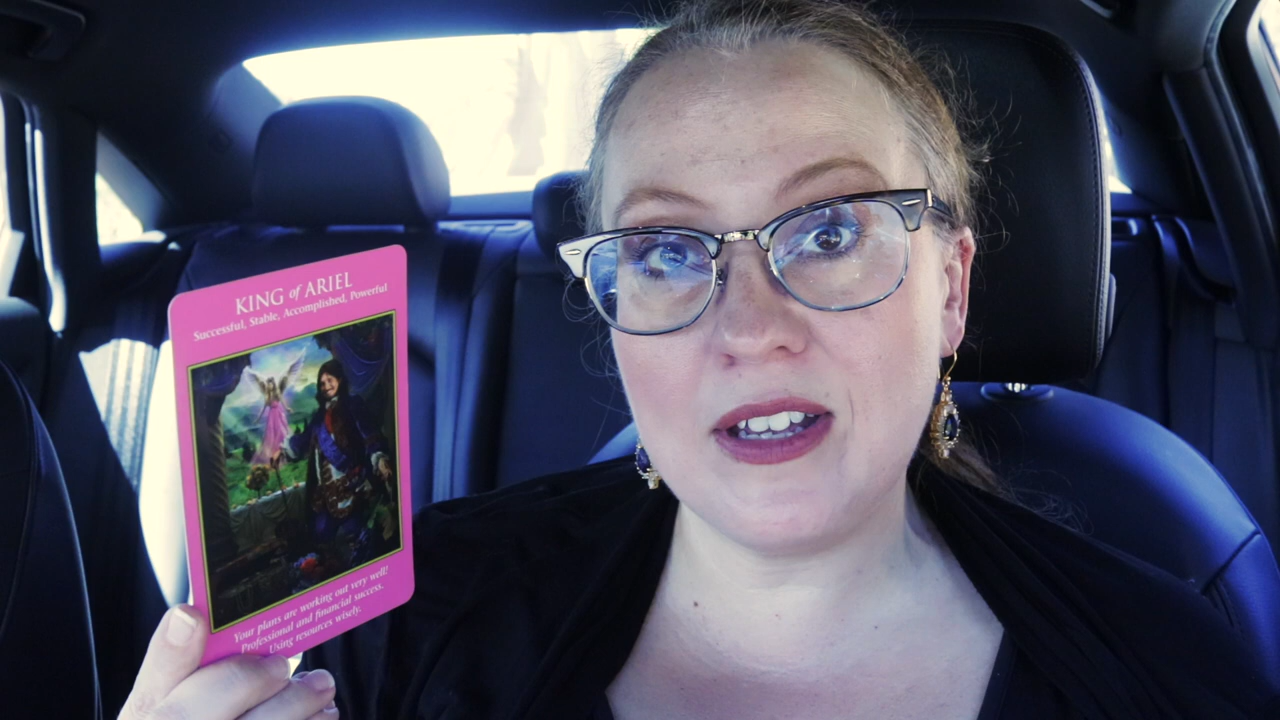 KING of ARIEL
Successful, Stable, Accomplished, Powerful
Your plans are working out very well!
Professional and financial success.
Using resources wisely.